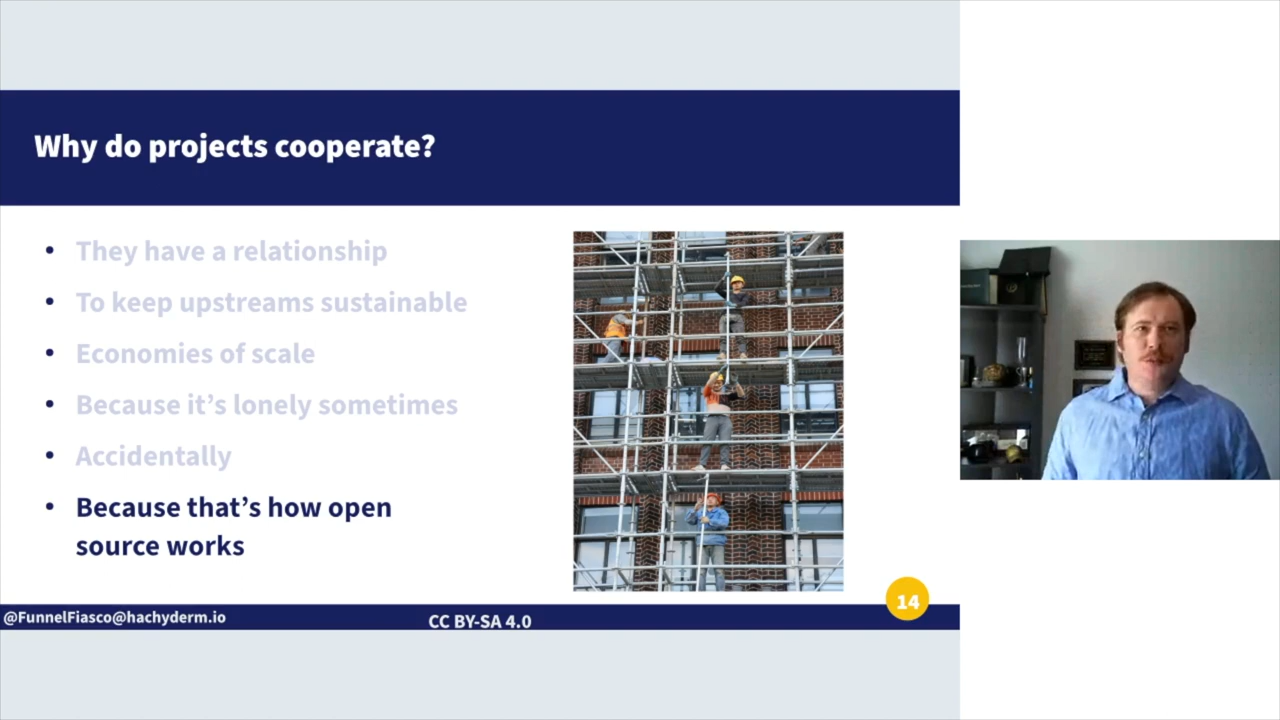 Why do projects cooperate?
• They have a relationship
• To keep upstreams sustainable
• Economies of scale
• Because it’s lonely sometimes
• Accidentally
• Because that’s how open
source works
14
@FunnelFiasco@hachyderm.io
CC BY-SA 4.0